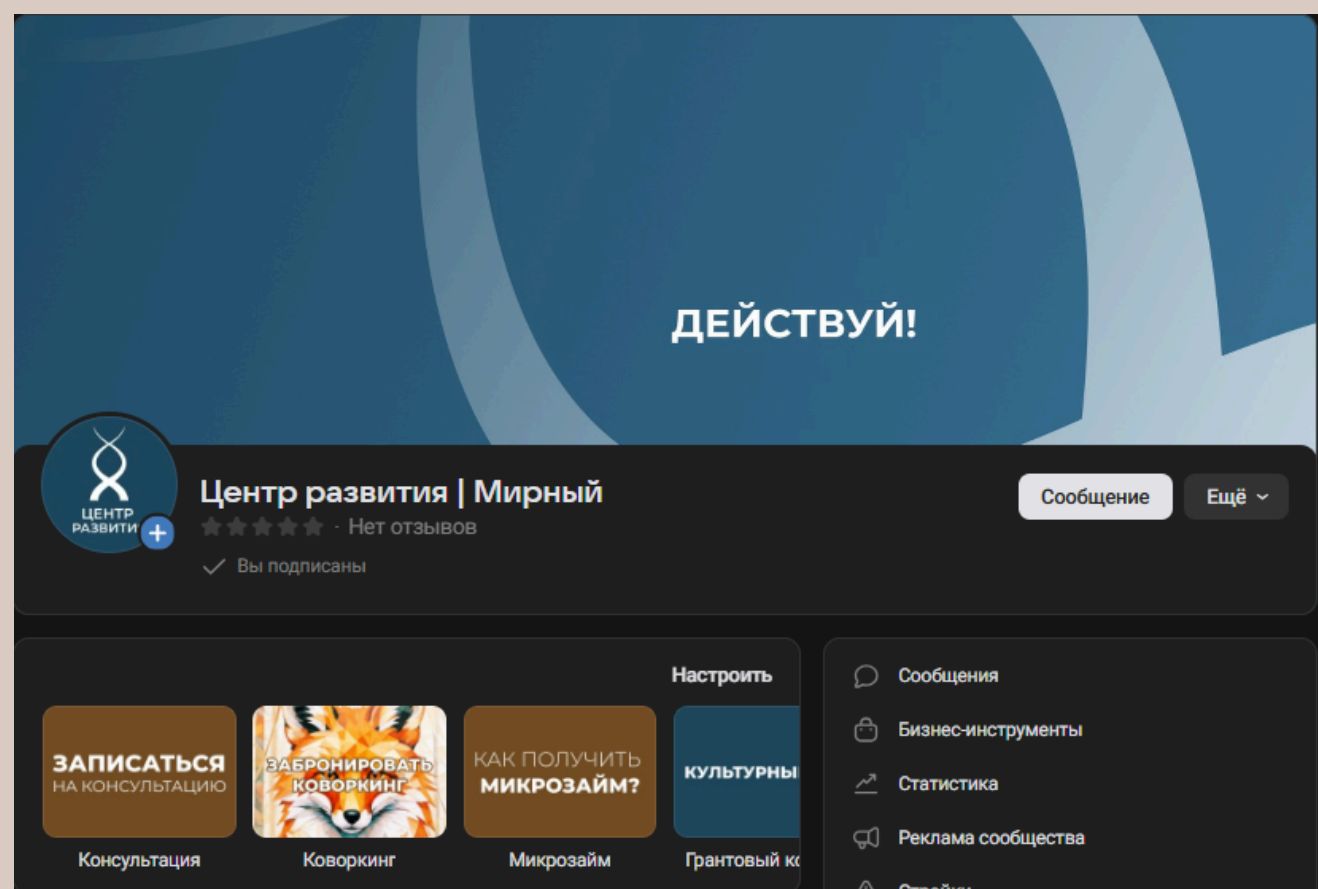 ДЕЙСТВУЙ!
ЦЕНТР
РАЗВИТИ
Центр развития | Мирный
· Нет отзывов
Вы подписаны
Сообщение
Ещё
Настроить
ЗАПИСАТЬСЯ
НА КОНСУЛЬТАЦИЮ
Консультация
ЗАБРОНИРОВАТЬ
КОВОРКИНГ
Коворкинг
КАК ПОЛУЧИТЬ
МИКРОЗАЙМ?
Микрозайм
КУЛЬТУРНЫ
Грантовый ко
Сообщения
Бизнес-инструменты
Статистика
Реклама сообщества